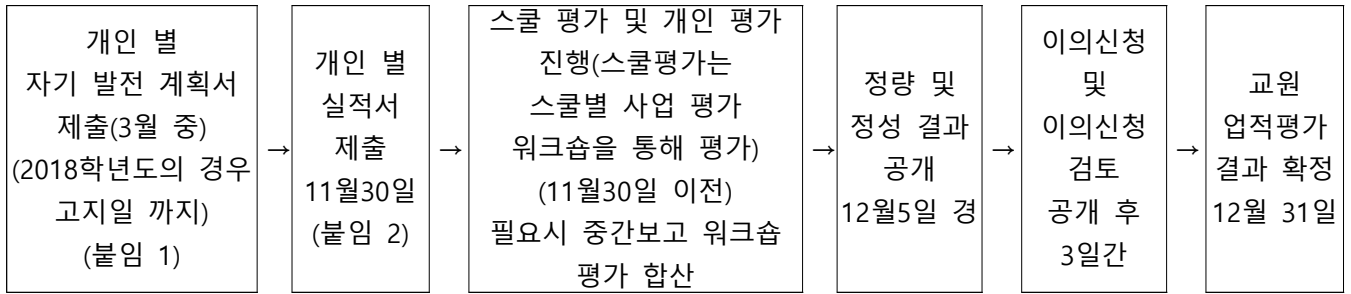 개인 별
자기 발전 계획서
제출(3월 중)
(2018학년도의 경우
고지일 까지)
(붙임 1)
→
개인 별
실적서
제출
11월30일
(붙임 2)
→
스쿨 평가 및 개인 평가
진행(스쿨평가는
스쿨별 사업 평가
워크숍을 통해 평가)
(11월30일 이전)
필요시 중간보고 워크숍
평가 합산
→
정량 및
정성 결과
공개
12월5일 경
→
이의신청
및
이의신청
검토
공개 후
3일간
→
교원
업적평가
결과 확정
12월 31일